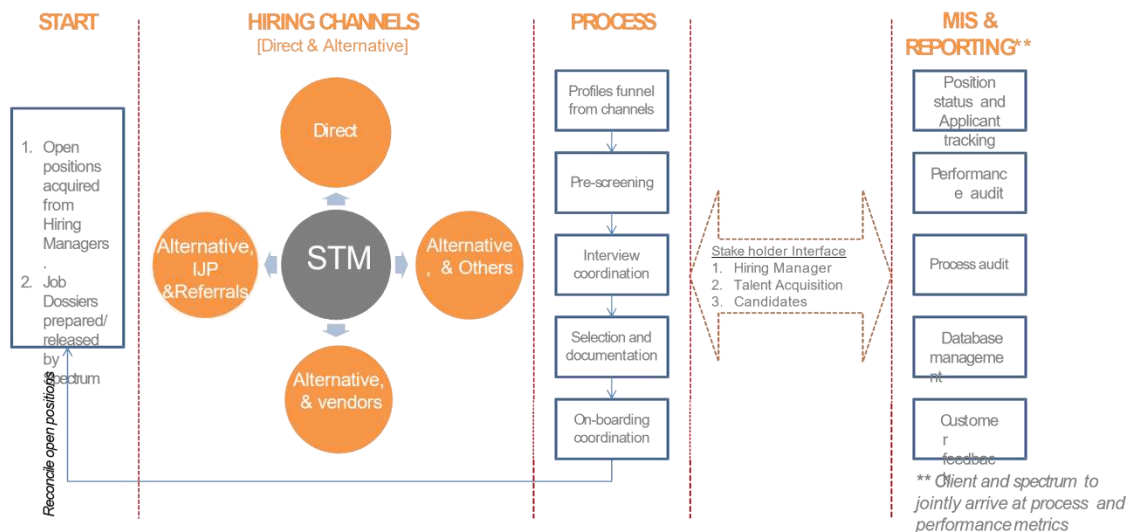 START
1. Open
positions
acquired
from
Hiring
Managers
.
2. Job
Dossiers
prepared/
released
by
Spectrum
Reconcile open positions
HIRING CHANNELS
[Direct & Alternative]
Direct
Alternative,
IJP
&Referrals
STM
Alternative
, & Others
Alternative,
& vendors
PROCESS
Profiles funnel
from channels
Pre-screening
Interview
coordination
Selection and
documentation
On-boarding
coordination
Stake holder Interface
1. Hiring Manager
2. Talent Acquisition
3. Candidates
MIS &
REPORTING**
Position
status and
Applicant
tracking
Performanc
e audit
Process audit
Database
manageme
nt
Custome
r
feedbac
k
** Client and spectrum to
jointly arrive at process and
performance metrics